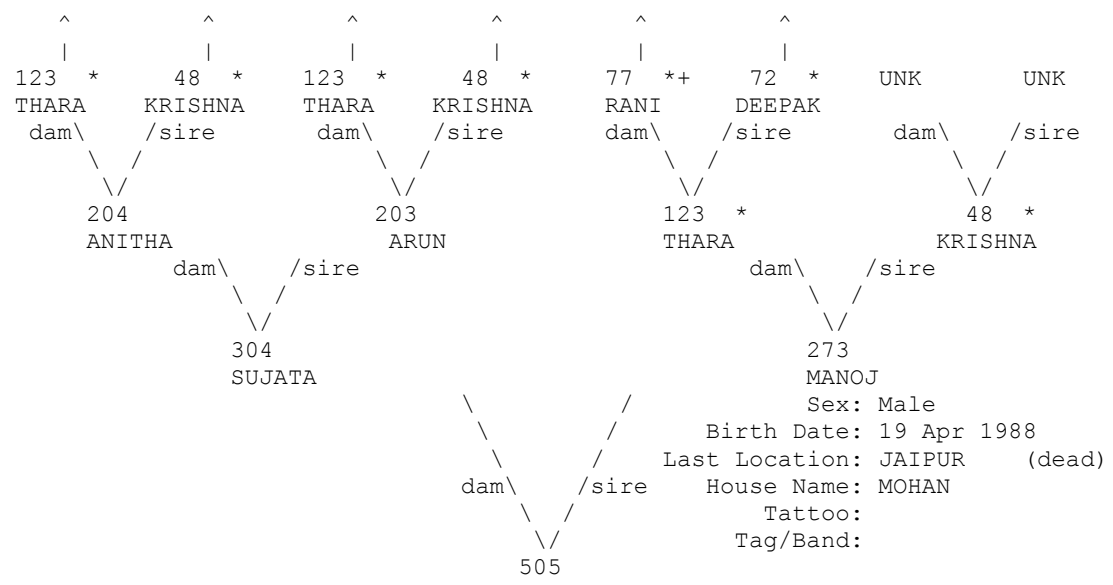 ^ ^ ^ ^ ^ ^
| | | | | |
123 * 48 * 123 * 48 * 77 *+ 72 * UNK UNK
THARA KRISHNA THARA KRISHNA RANI DEEPAK
dam\ /sire dam\ /sire dam\ /sire dam\ /sire
\ / \ / \ / \ /
\/ \/ \/ \/
204 203 123 * 48 *
ANITHA ARUN THARA KRISHNA
dam\ /sire dam\ /sire
\ / \ /
\/ \/
304 273
SUJATA MANOJ
\ / Sex: Male
\ / Birth Date: 19 Apr 1988
\ / Last Location: JAIPUR (dead)
dam\ /sire House Name: MOHAN
\ / Tattoo:
\/ Tag/Band:
505